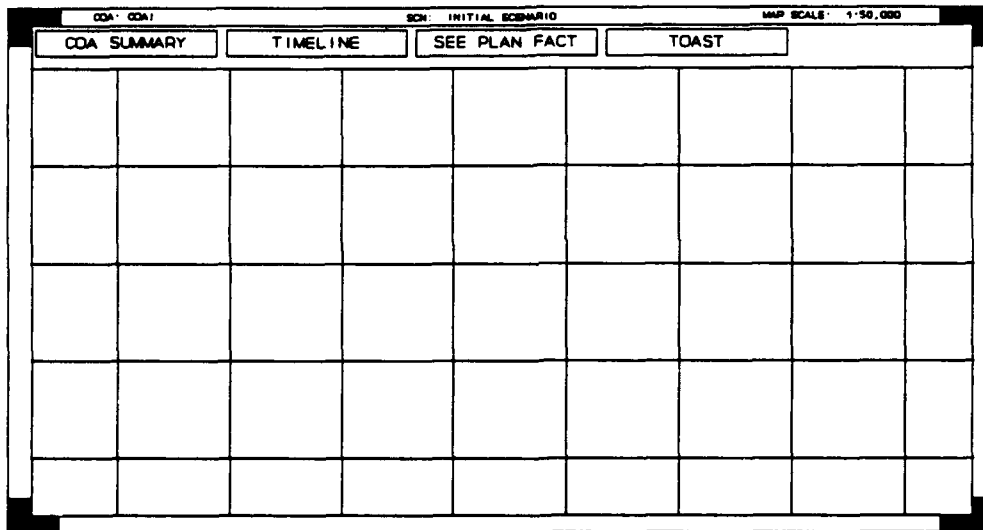 COA: COA1 SCN: INITIAL SCENARIO MAP SCALE: 1:50,000
COA SUMMARY TIMELINE SEE PLAN FACT TOAST